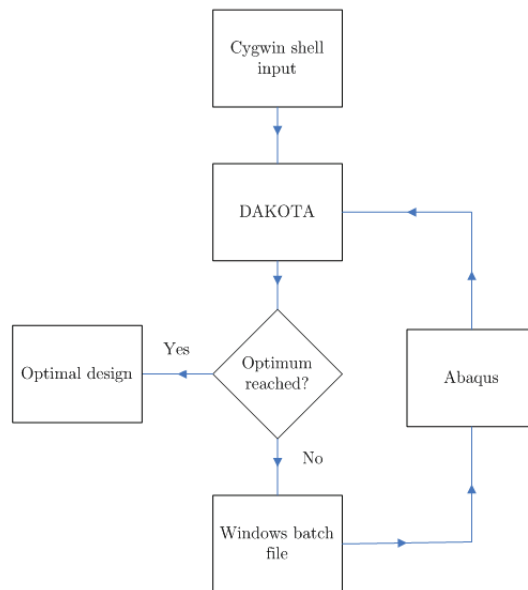 Cygwin shell
input
DAKOTA
Yes
Optimum
reached?
Optimal design
Abaqus
No
Windows batch
file